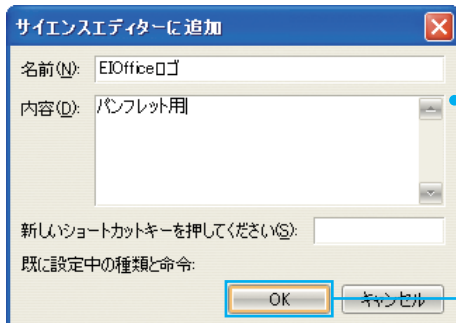 サイエンスエディターに追加
名前(N): EIOfficeロゴ
内容(D): パンフレット用
新しいショートカットキーを押してください(S):
既に設定中の種類と命令:
OK キャンセル